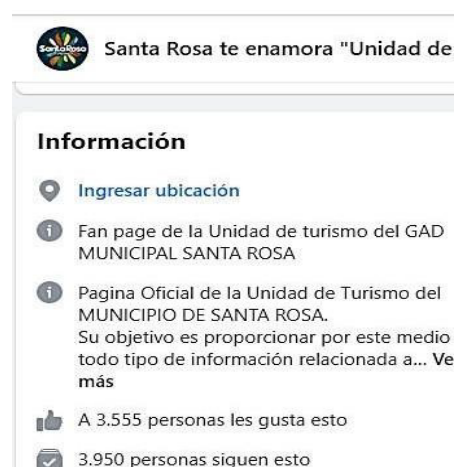 SantaRosa
Santa Rosa te enamora "Unidad de
Información
Ingresar ubicación
Fan page de la Unidad de turismo del GAD
MUNICIPAL SANTA ROSA
Pagina Oficial de la Unidad de Turismo del
MUNICIPIO DE SANTA ROSA.
Su objetivo es proporcionar por este medio
todo tipo de información relacionada a... Ve
más
A 3.555 personas les gusta esto
3.950 personas siguen esto